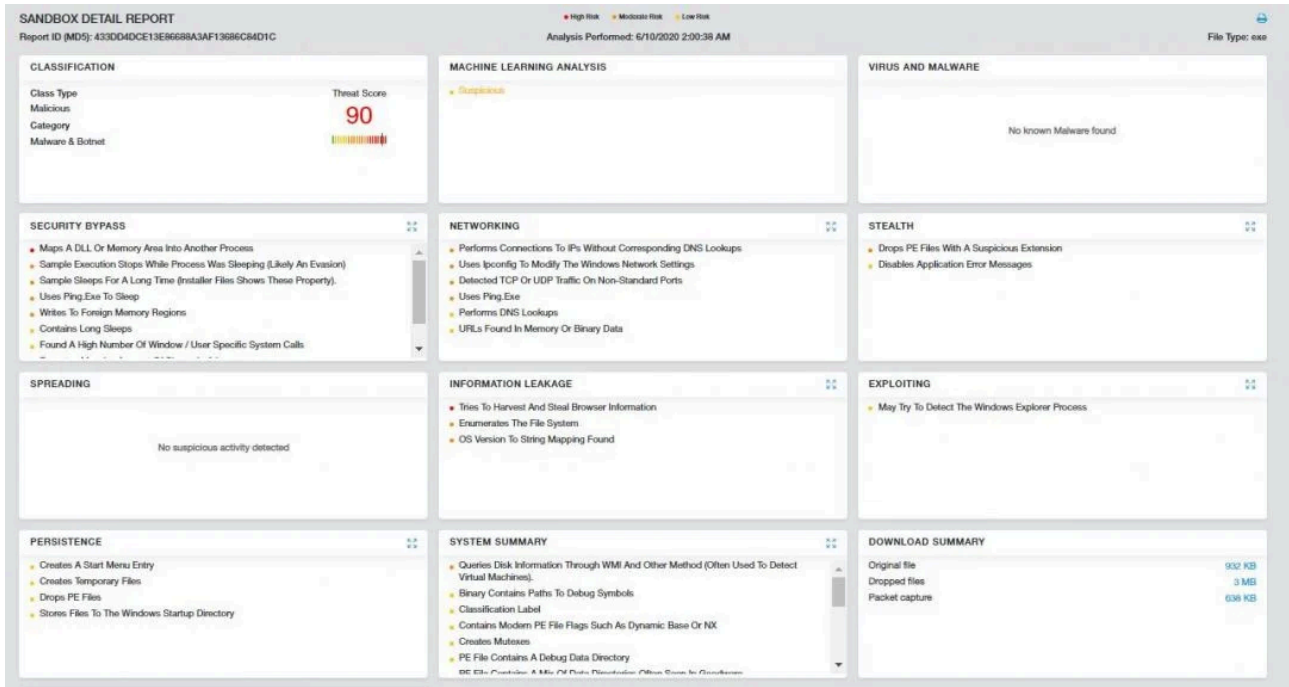 SANDBOX DETAIL REPORT
High Risk Moderate Risk Low Risk
Report ID (MD5): 433DD4DCE13E86688A3AF13686C84D1C
Analysis Performed: 6/10/2020 2:00:38 AM
File Type: exe
CLASSIFICATION
Class Type
Threat Score
Malicious
90
Category
Malware & Botnet
MACHINE LEARNING ANALYSIS
Suspicious
VIRUS AND MALWARE
No known Malware found
SECURITY BYPASS
Maps A DLL Or Memory Area Into Another Process
Sample Execution Stops While Process Was Sleeping (Likely An Evasion)
Sample Sleeps For A Long Time (Installer Files Shows These Property).
Uses Ping.Exe To Sleep
Writes To Foreign Memory Regions
Contains Long Sleeps
Found A High Number Of Window / User Specific System Calls
NETWORKING
Performs Connections To IPs Without Corresponding DNS Lookups
Uses Ipconfig To Modify The Windows Network Settings
Detected TCP Or UDP Traffic On Non-Standard Ports
Uses Ping.Exe
Performs DNS Lookups
URLs Found In Memory Or Binary Data
STEALTH
Drops PE Files With A Suspicious Extension
Disables Application Error Messages
SPREADING
No suspicious activity detected
INFORMATION LEAKAGE
Tries To Harvest And Steal Browser Information
Enumerates The File System
OS Version To String Mapping Found
EXPLOITING
May Try To Detect The Windows Explorer Process
PERSISTENCE
Creates A Start Menu Entry
Creates Temporary Files
Drops PE Files
Stores Files To The Windows Startup Directory
SYSTEM SUMMARY
Queries Disk Information Through WMI And Other Method (Often Used To Detect
Virtual Machines).
Binary Contains Paths To Debug Symbols
Classification Label
Contains Modern PE File Flags Such As Dynamic Base Or NX
Creates Mutexes
PE File Contains A Debug Data Directory
PE File Contains A Mix Of Data Directories Often Seen In Goodware
DOWNLOAD SUMMARY
Original file 932 KB
Dropped files 3 MB
Packet capture 638 KB